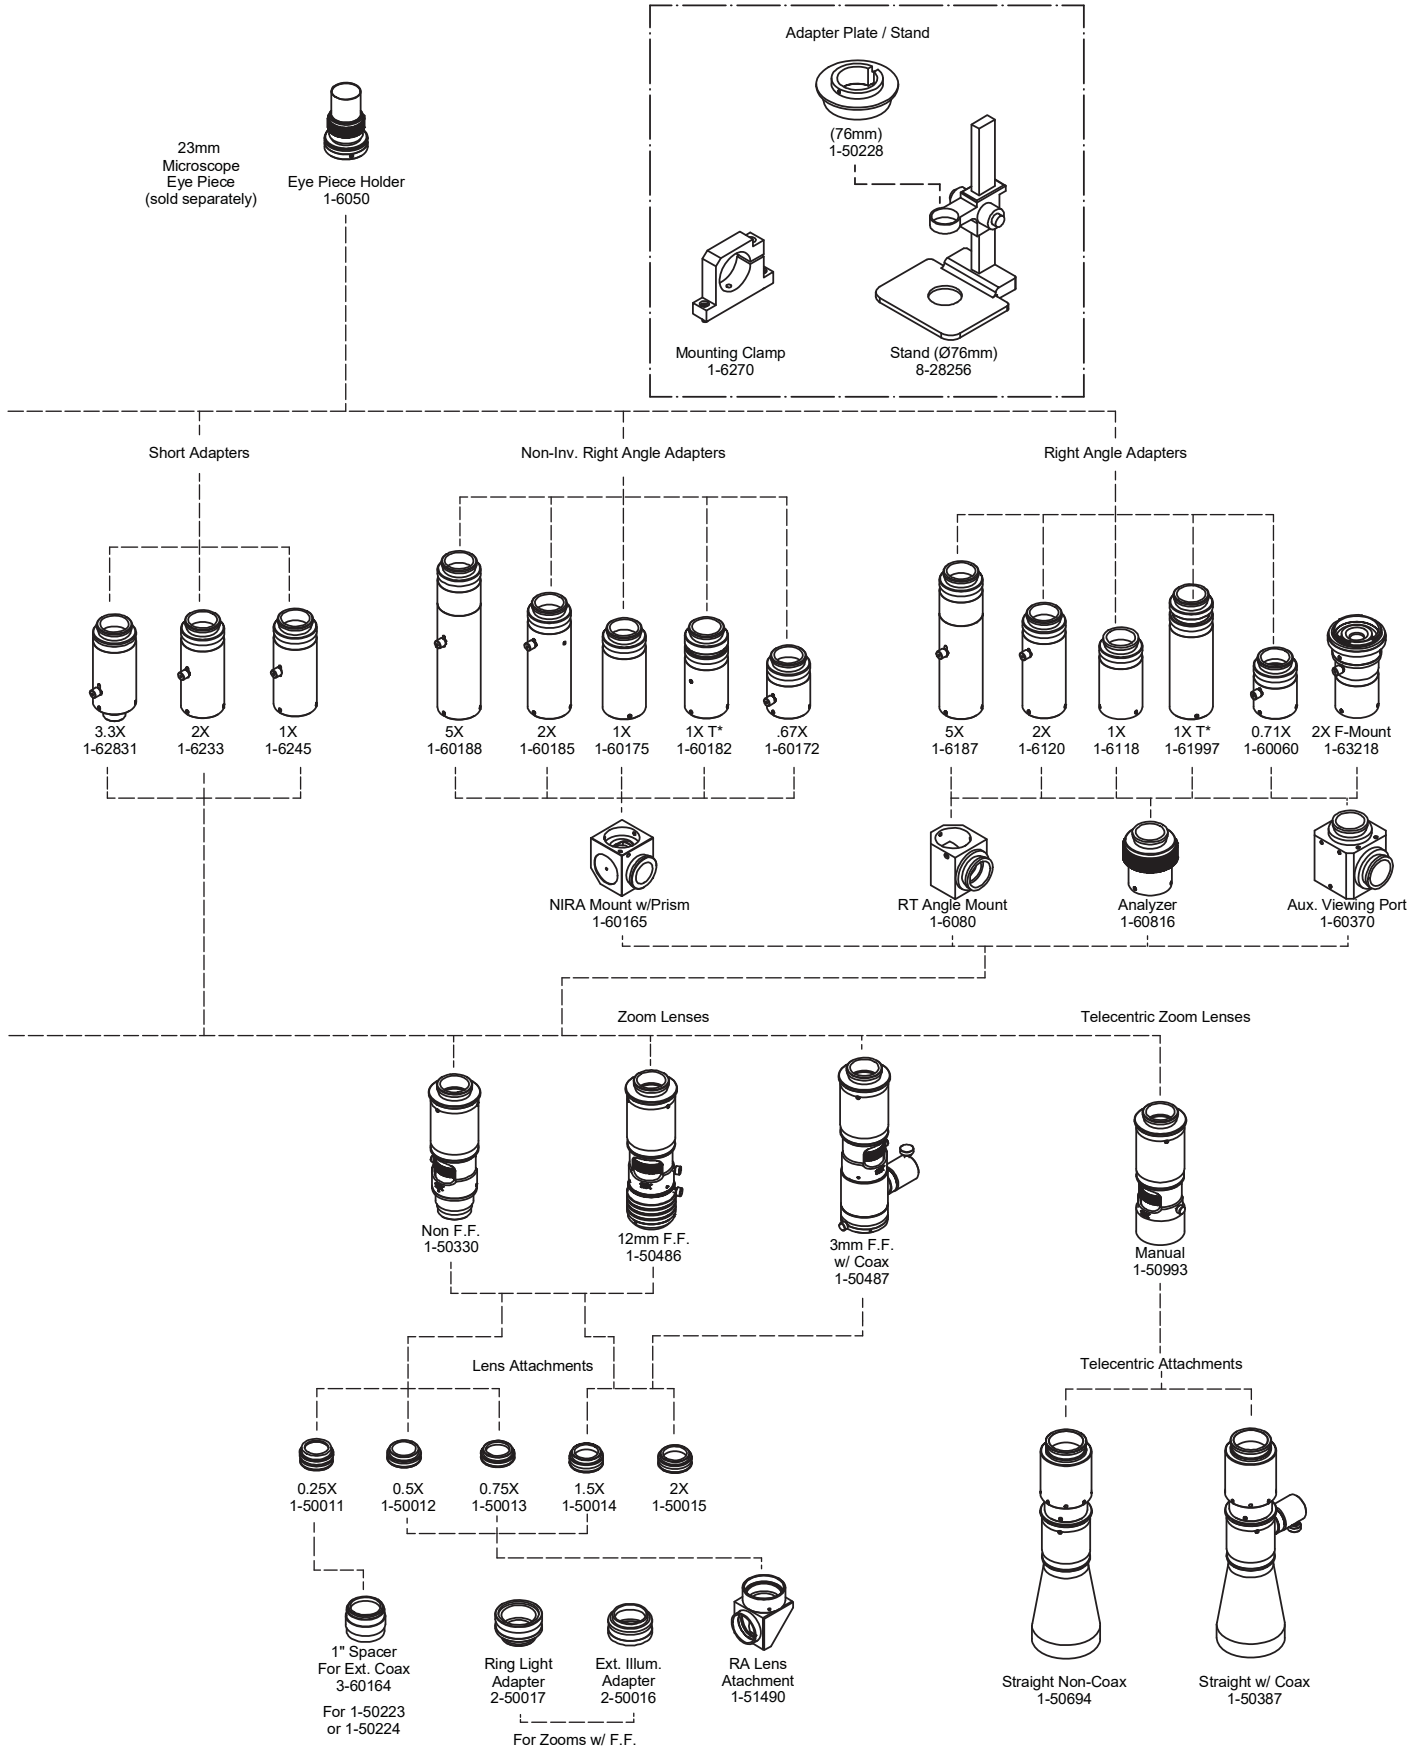 Adapter Plate / Stand
(76mm)
1-50228
Mounting Clamp
1-6270
Stand (Ø76mm)
8-28256
23mm
Microscope
Eye Piece
(sold separately)
Eye Piece Holder
1-6050
Short Adapters
Non-Inv. Right Angle Adapters
Right Angle Adapters
3.3X
1-62831
2X
1-6233
1X
1-6245
5X
1-60188
2X
1-60185
1X
1-60175
1X T*
1-60182
.67X
1-60172
5X
1-6187
2X
1-6120
1X
1-6118
1X T*
1-61997
0.71X
1-60060
2X F-Mount
1-63218
NIRA Mount w/Prism
1-60165
RT Angle Mount
1-6080
Analyzer
1-60816
Aux. Viewing Port
1-60370
Zoom Lenses
Telecentric Zoom Lenses
Non F.F.
1-50330
12mm F.F.
1-50486
3mm F.F.
w/ Coax
1-50487
Manual
1-50993
Lens Attachments
Telecentric Attachments
0.25X
1-50011
0.5X
1-50012
0.75X
1-50013
1.5X
1-50014
2X
1-50015
1" Spacer
For Ext. Coax
3-60164
For 1-50223
or 1-50224
Ring Light
Adapter
2-50017
Ext. Illum.
Adapter
2-50016
For Zooms w/ F.F.
RA Lens
Atachment
1-51490
Straight Non-Coax
1-50694
Straight w/ Coax
1-50387